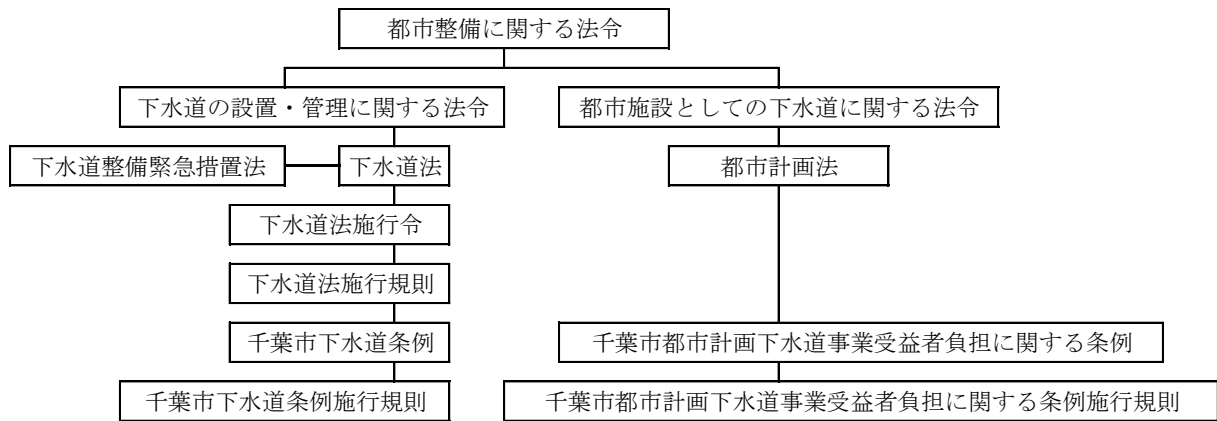 都市整備に関する法令
下水道の設置・管理に関する法令
都市施設としての下水道に関する法令
下水道整備緊急措置法
下水道法
都市計画法
下水道法施行令
下水道法施行規則
千葉市下水道条例
千葉市都市計画下水道事業受益者負担に関する条例
千葉市下水道条例施行規則
千葉市都市計画下水道事業受益者負担に関する条例施行規則